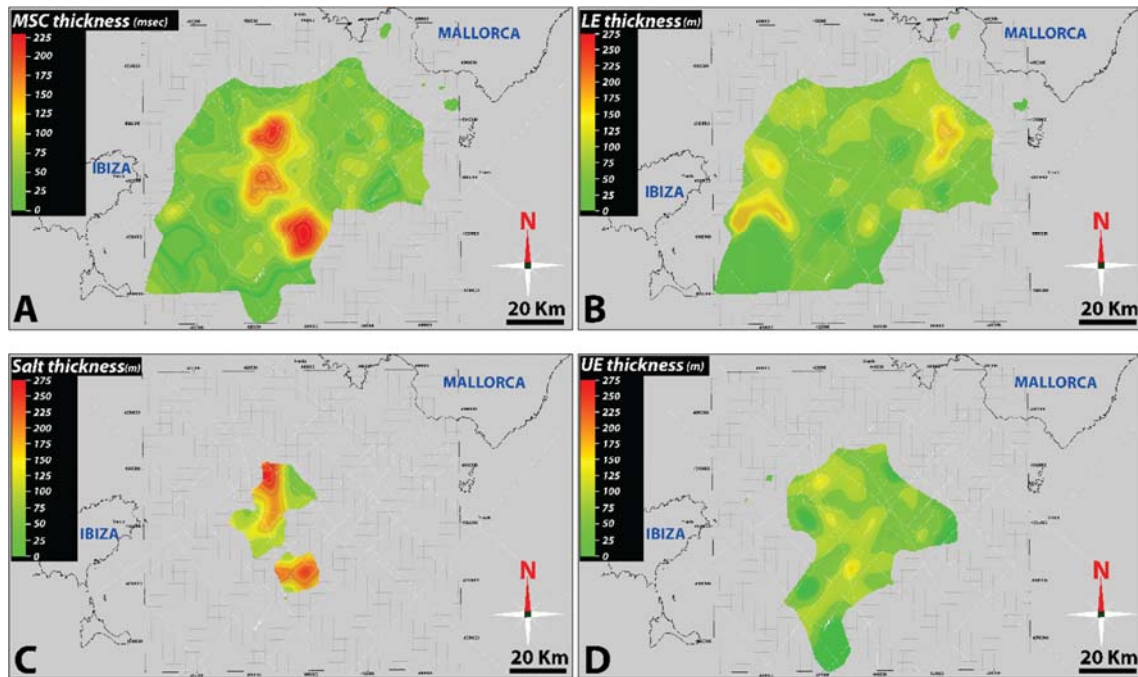 MSC thickness (msec)
225
200
175
150
125
100
75
50
25
0
MALLORCA
IBIZA
N
20 Km
A
LE thickness (m)
275
250
225
200
175
150
125
100
75
50
25
0
MALLORCA
IBIZA
N
20 Km
B
Salt thickness(m)
275
250
225
200
175
150
125
100
75
50
25
0
MALLORCA
IBIZA
N
20 Km
C
UE thickness (m)
275
250
225
200
175
150
125
100
75
50
25
0
MALLORCA
IBIZA
N
20 Km
D